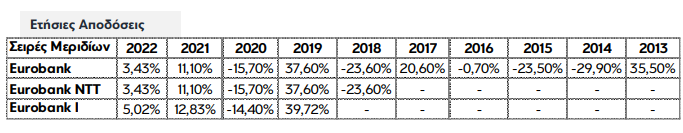 Ετήσιες Αποδόσεις
Σειρές Μεριδίων 2022 2021 2020 2019 2018 2017 2016 2015 2014 2013
Eurobank 3,43% 11,10% -15,70% 37,60% -23,60% 20,60% -0,70% -23,50% -29,90% 35,50%
Eurobank NTT 3,43% 11,10% -15,70% 37,60% -23,60% - - - - -
Eurobank I 5,02% 12,83% -14,40% 39,72% - - - - - -